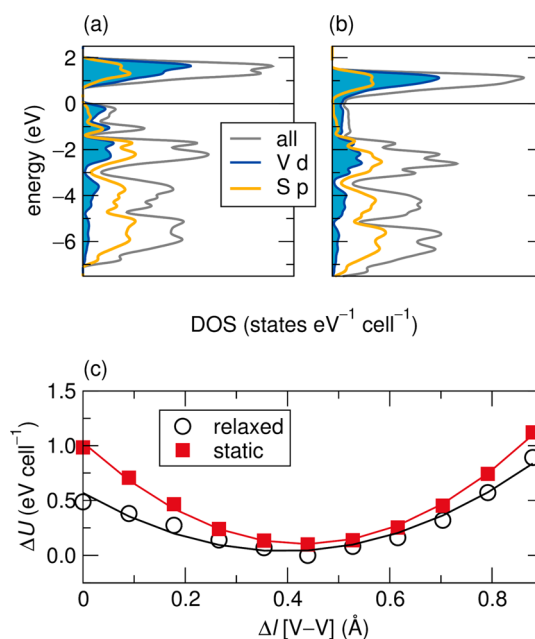 (a) (b)
2
0
−2
−4
−6
energy (eV)
all
V d
S p
DOS (states eV⁻¹ cell⁻¹)
(c)
1.5
1.0
0.5
0.0
ΔU (eV cell⁻¹)
relaxed
static
0 0.2 0.4 0.6 0.8
Δl [V−V] (Å)